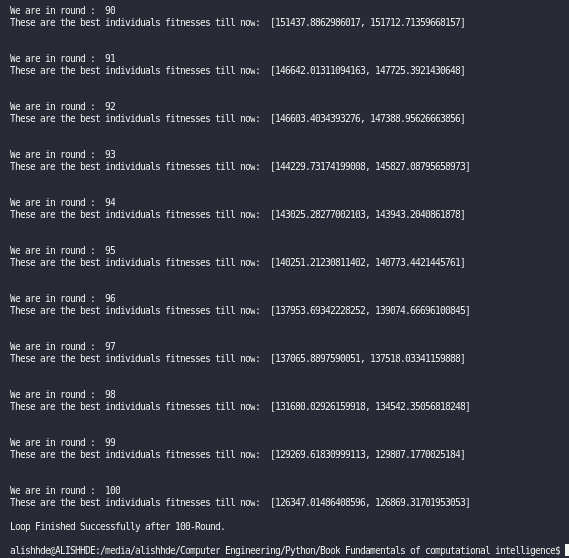 We are in round :  90
These are the best individuals fitnesses till now:  [151437.8862986017, 151712.71359668157]
We are in round :  91
These are the best individuals fitnesses till now:  [146642.01311094163, 147725.3921430648]
We are in round :  92
These are the best individuals fitnesses till now:  [146603.4034393276, 147388.95626663856]
We are in round :  93
These are the best individuals fitnesses till now:  [144229.73174199008, 145827.08795658973]
We are in round :  94
These are the best individuals fitnesses till now:  [143025.28277002103, 143943.2040861878]
We are in round :  95
These are the best individuals fitnesses till now:  [140251.21230811402, 140773.4421445761]
We are in round :  96
These are the best individuals fitnesses till now:  [137953.69342228252, 139074.66696100845]
We are in round :  97
These are the best individuals fitnesses till now:  [137065.8897590051, 137518.03341159888]
We are in round :  98
These are the best individuals fitnesses till now:  [131680.02926159918, 134542.35056818248]
We are in round :  99
These are the best individuals fitnesses till now:  [129269.61830999113, 129807.1770025184]
We are in round :  100
These are the best individuals fitnesses till now:  [126347.01486408596, 126869.31701953053]
Loop Finished Successfully after 100-Round.
alishhde@ALISHHDE:/media/alishhde/Computer Engineering/Python/Book Fundamentals of computational intelligence$